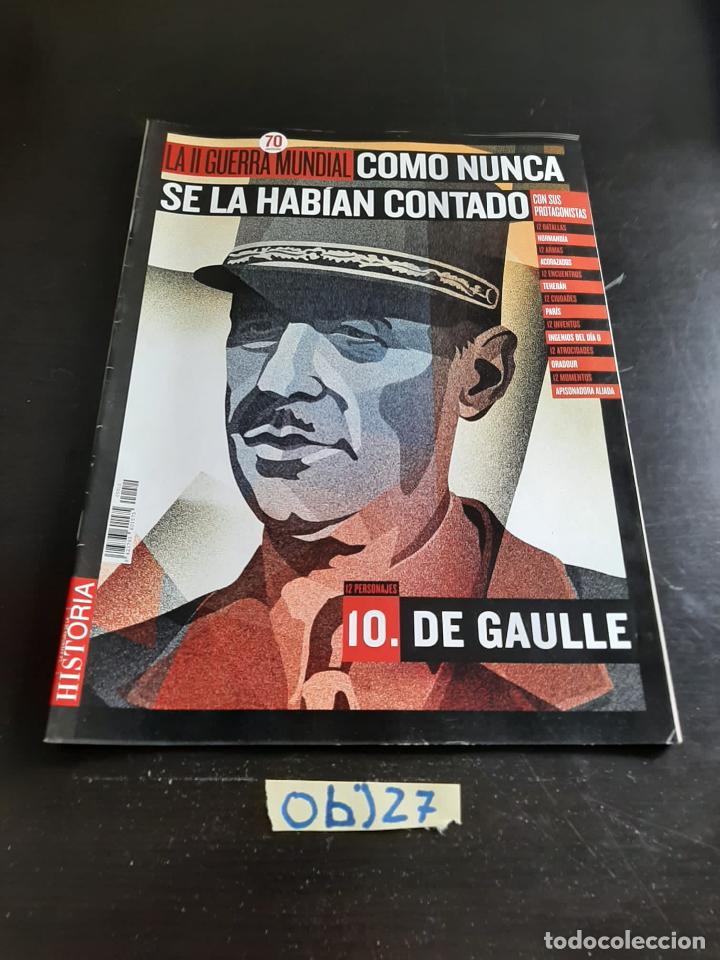 70
LA II GUERRA MUNDIAL COMO NUNCA
SE LA HABÍAN CONTADO
CON SUS
PROTAGONISTAS
12 BATALLAS
NORMANDÍA
12 ARMAS
ACORAZADOS
12 ENCUENTROS
TEHERÁN
12 CIUDADES
PARÍS
12 INVENTOS
INGENIOS DEL DÍA D
12 ATROCIDADES
ORADOUR
12 MOMENTOS
APISONADORA ALIADA
HISTORIA
12 PERSONAJES
10. DE GAULLE
Obj27
todocoleccion